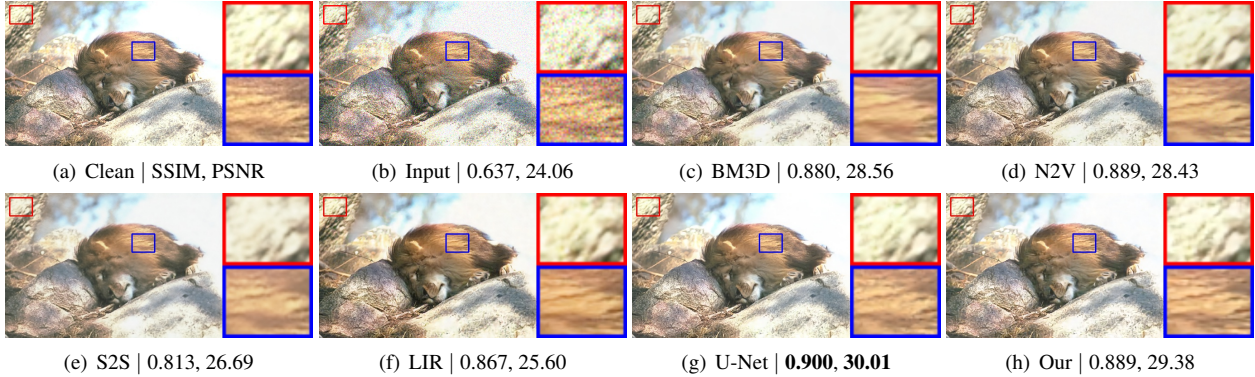 (a) Clean | SSIM, PSNR
(b) Input | 0.637, 24.06
(c) BM3D | 0.880, 28.56
(d) N2V | 0.889, 28.43
(e) S2S | 0.813, 26.69
(f) LIR | 0.867, 25.60
(g) U-Net | 0.900, 30.01
(h) Our | 0.889, 29.38